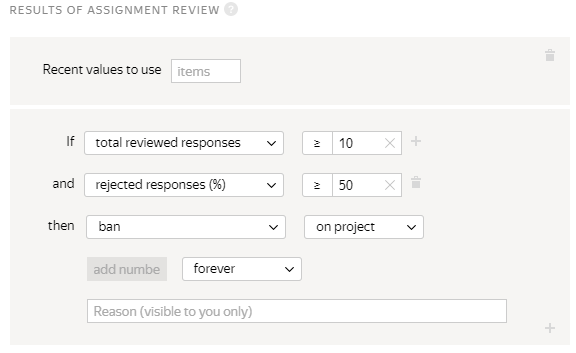 RESULTS OF ASSIGNMENT REVIEW ?
Recent values to use items
If total reviewed responses ≥ 10
and rejected responses (%) ≥ 50
then ban on project
add numbe forever
Reason (visible to you only)